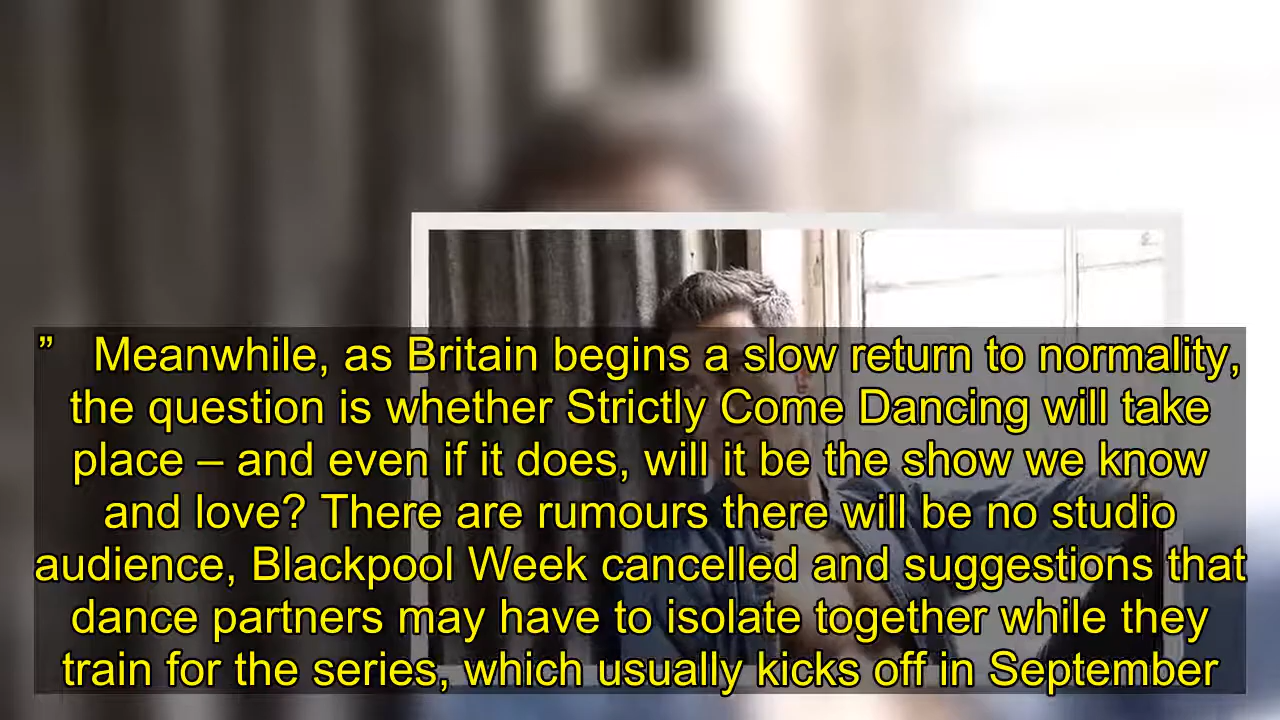 ” Meanwhile, as Britain begins a slow return to normality,
the question is whether Strictly Come Dancing will take
place – and even if it does, will it be the show we know
and love? There are rumours there will be no studio
audience, Blackpool Week cancelled and suggestions that
dance partners may have to isolate together while they
train for the series, which usually kicks off in September